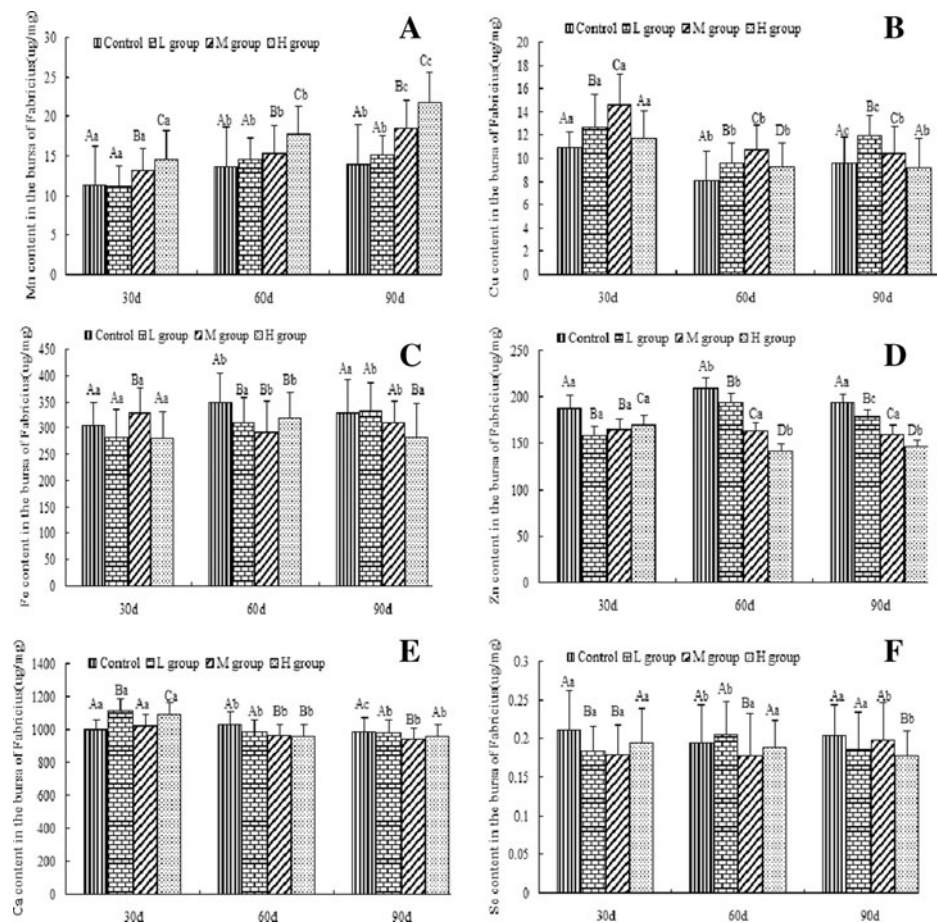 A
Control L group M group H group
Mn content in the bursa of Fabricius(ug/mg)
30
25
20
15
10
5
0
Aa Aa Ba Ca
Ab Ab Bb Cb
Ab Ab Bc Cc
30d 60d 90d
B
Control L group M group H group
Cu content in the bursa of Fabricius(ug/mg)
20
18
16
14
12
10
8
6
4
2
0
Aa Ba Ca Aa
Ab Bb Cb Db
Ac Bc Cb Ab
30d 60d 90d
C
Control L group M group H group
Fe content in the bursa of Fabricius(ug/mg)
450
400
350
300
250
200
150
100
50
0
Aa Aa Ba Aa
Ab Ba Bb Bb
Ab Ab Ab Ba
30d 60d 90d
D
Control L group M group H group
Zn content in the bursa of Fabricius(ug/mg)
250
200
150
100
50
0
Aa Ba Ba Ca
Ab Bb Ca Db
Aa Bc Ca Db
30d 60d 90d
E
Control L group M group H group
Ca content in the bursa of Fabricius(ug/mg)
1400
1200
1000
800
600
400
200
0
Aa Ba Aa Ca
Ab Ab Bb Bb
Ac Ab Bb Ab
30d 60d 90d
F
Control L group M group H group
Se content in the bursa of Fabricius(ug/mg)
0.3
0.25
0.2
0.15
0.1
0.05
0
Aa Ba Ba Aa
Ab Ab Ba Aa
Aa Aa Ab Bb
30d 60d 90d